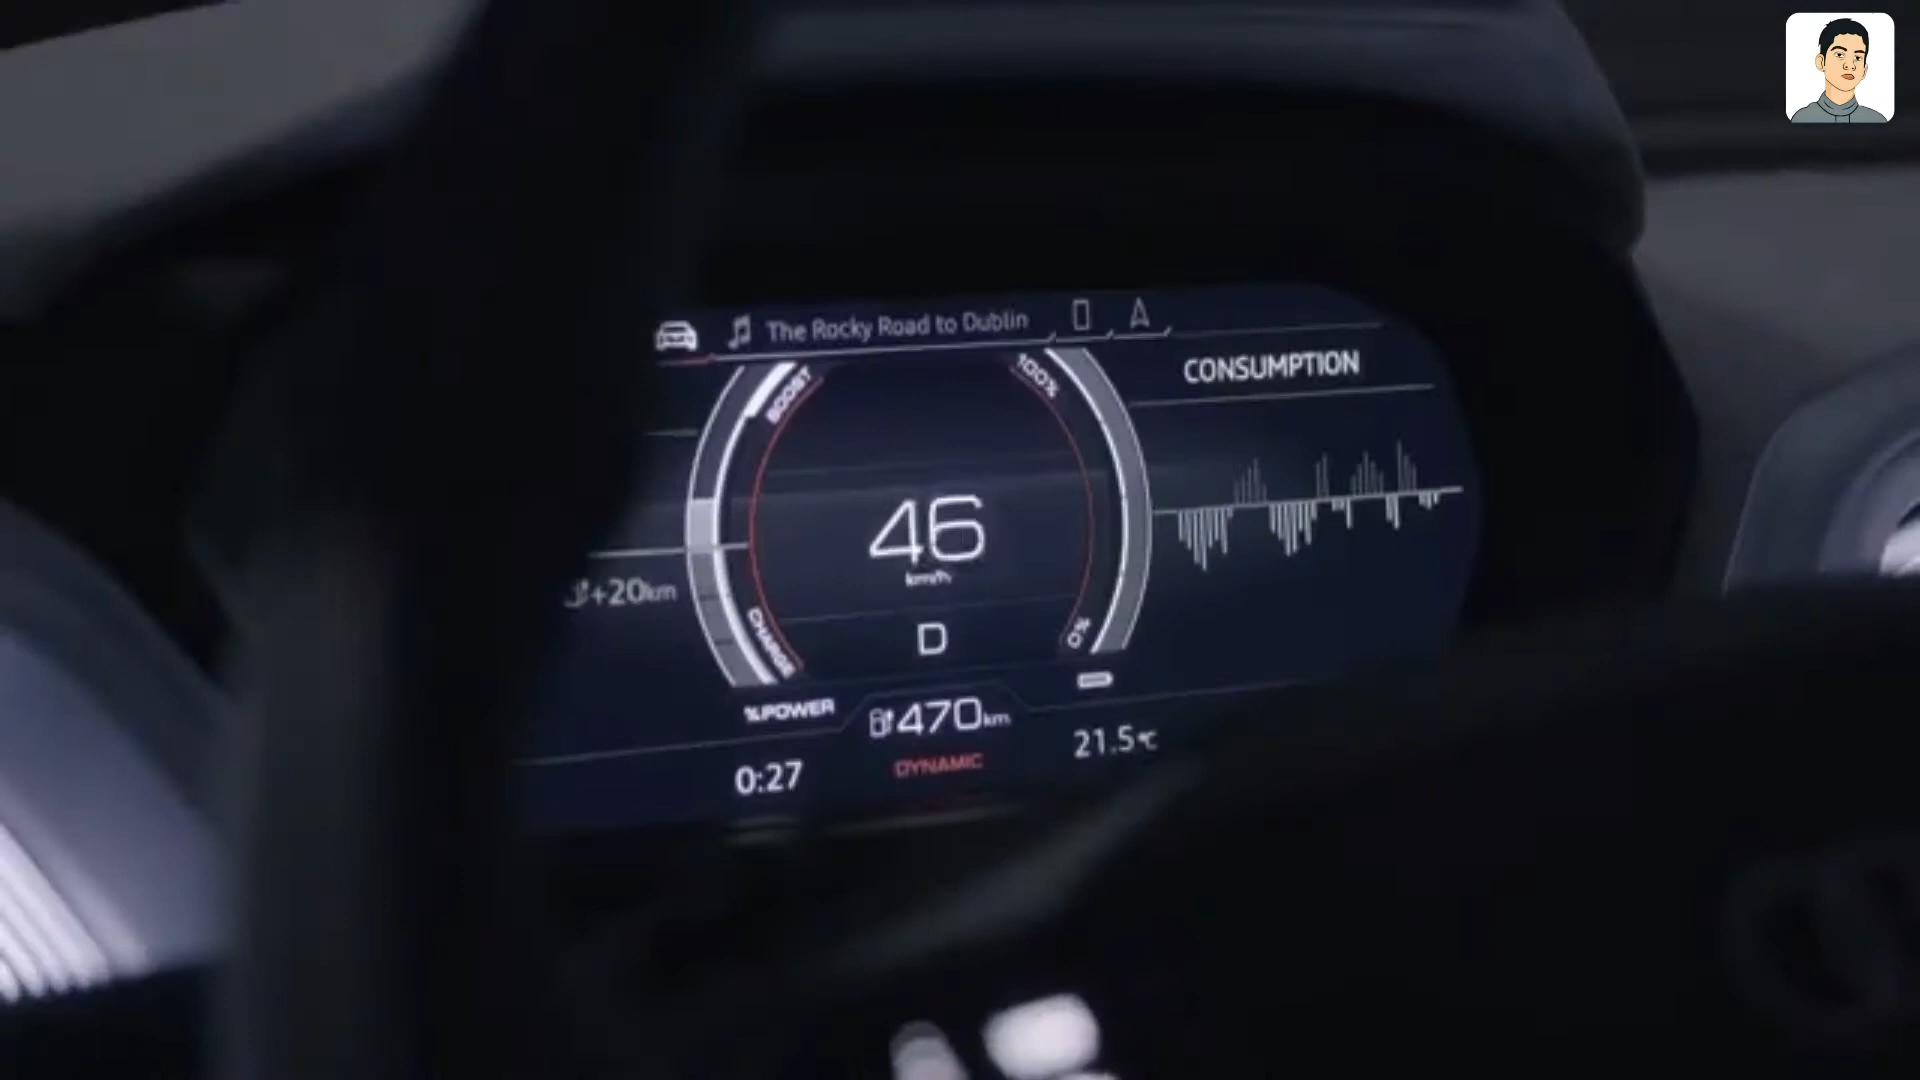 The Rocky Road to Dublin
CONSUMPTION
BOOST
100%
46
km/h
+20km
CHARGE
0%
D
%POWER
470km
0:27
DYNAMIC
21.5°C